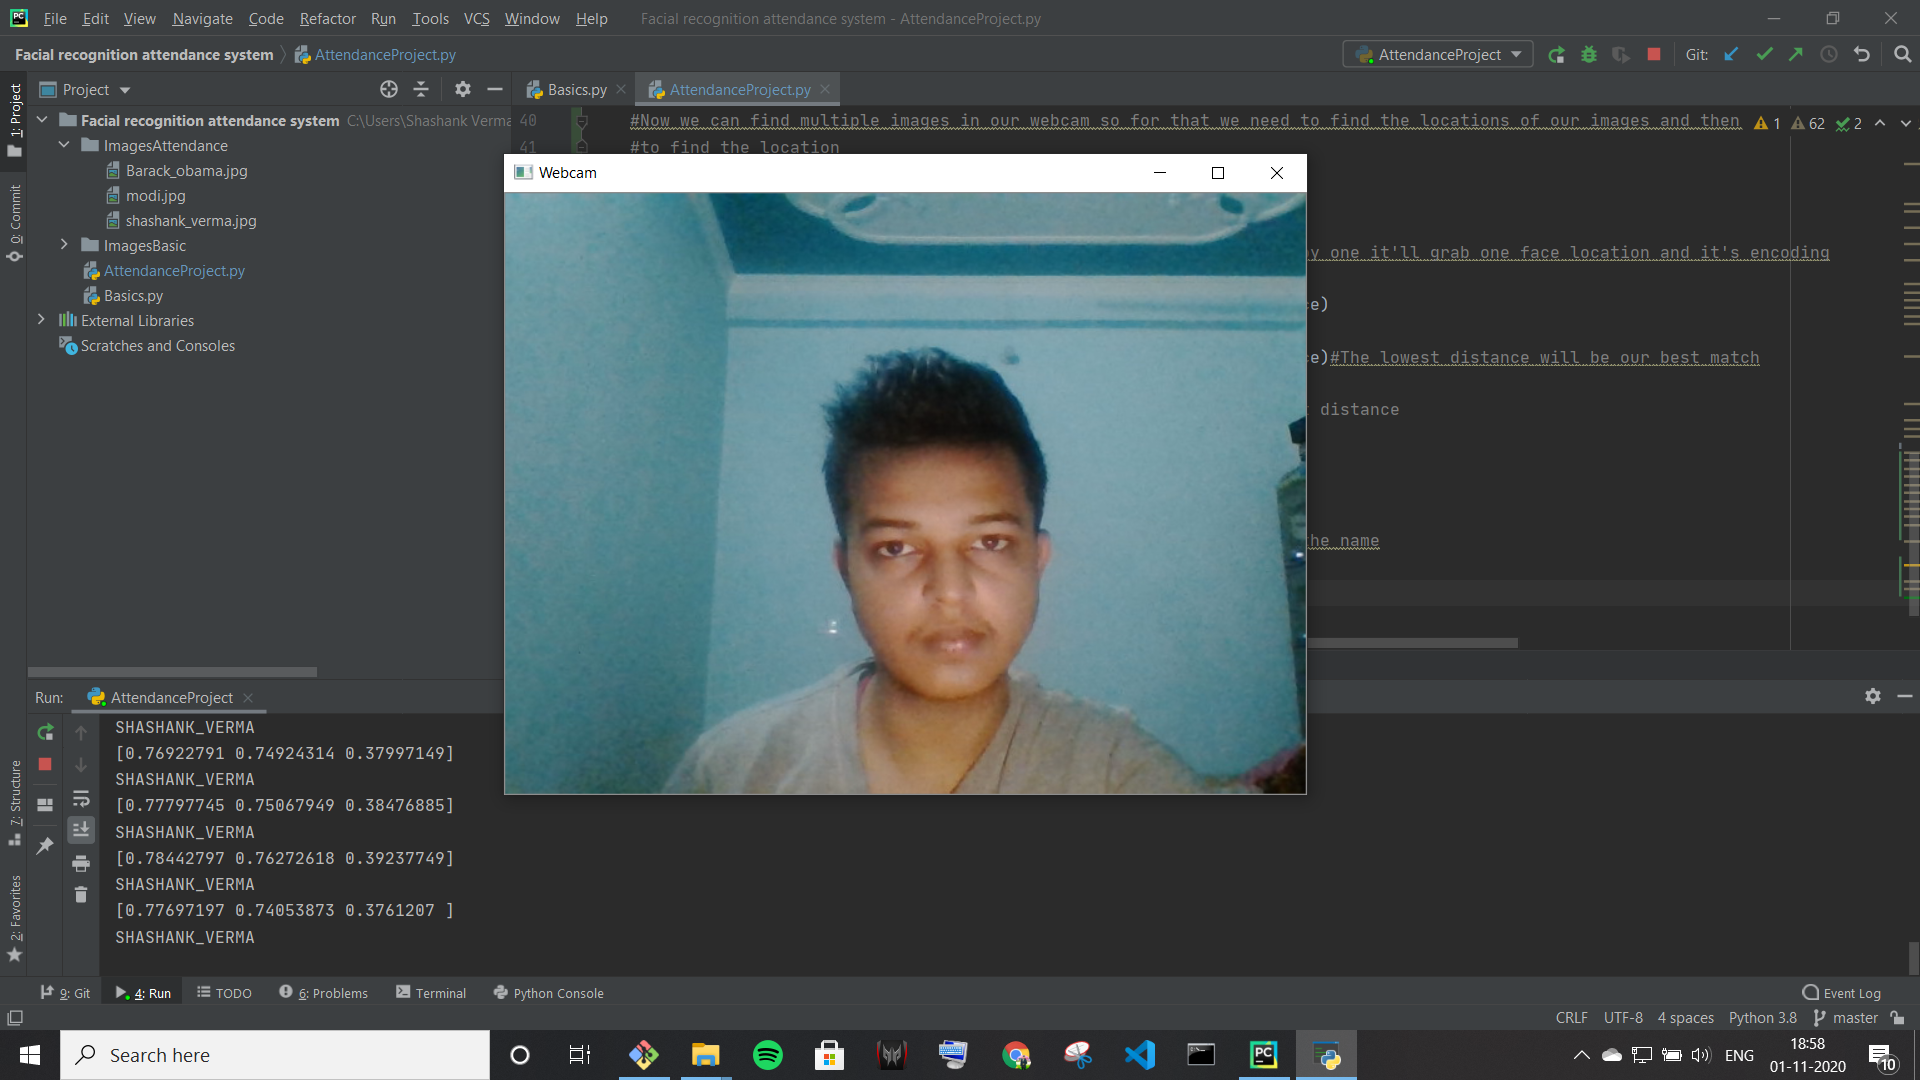 File Edit View Navigate Code Refactor Run Tools VCS Window Help Facial recognition attendance system - AttendanceProject.py
Facial recognition attendance system AttendanceProject.py AttendanceProject Git:
Project Basics.py AttendanceProject.py
1: Project
0: Commit
7: Structure
2: Favorites
Facial recognition attendance system C:\Users\Shashank Verma
ImagesAttendance
Barack_obama.jpg
modi.jpg
shashank_verma.jpg
ImagesBasic
AttendanceProject.py
Basics.py
External Libraries
Scratches and Consoles
40 #Now we can find multiple images in our webcam so for that we need to find the locations of our images and then 1 62 2
41 #to find the location
Webcam
y one it'll grab one face location and it's encoding
e)
e)#The lowest distance will be our best match
distance
the name
Run: AttendanceProject
SHASHANK_VERMA
[0.76922791 0.74924314 0.37997149]
SHASHANK_VERMA
[0.77797745 0.75067949 0.38476885]
SHASHANK_VERMA
[0.78442797 0.76272618 0.39237749]
SHASHANK_VERMA
[0.77697197 0.74053873 0.3761207 ]
SHASHANK_VERMA
9: Git 4: Run TODO 6: Problems Terminal Python Console Event Log
CRLF UTF-8 4 spaces Python 3.8 master
Search here
PC
ENG
18:58
01-11-2020
10